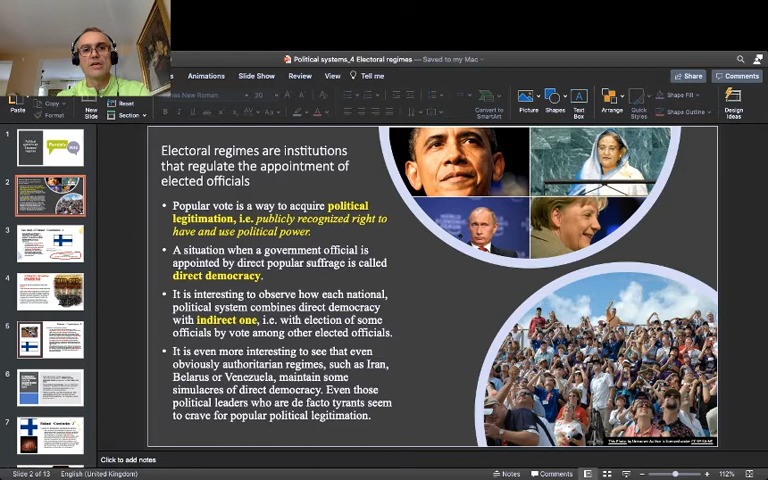 Political systems_4 Electoral regimes — Saved to my Mac
Animations Slide Show Review View Tell me
Share Comments
Paste Copy Format New Slide Reset Section
Convert to SmartArt Picture Shapes Text Box Arrange Quick Styles Shape Fill Shape Outline Design Ideas
1
2
3
4
5
6
7
Electoral regimes are institutions
that regulate the appointment of
elected officials
• Popular vote is a way to acquire political
legitimation, i.e. publicly recognized right to
have and use political power.
• A situation when a government official is
appointed by direct popular suffrage is called
direct democracy.
• It is interesting to observe how each national,
political system combines direct democracy
with indirect one, i.e. with election of some
officials by vote among other elected officials.
• It is even more interesting to see that even
obviously authoritarian regimes, such as Iran,
Belarus or Venezuela, maintain some
simulacres of direct democracy. Even those
political leaders who are de facto tyrants seem
to crave for popular political legitimation.
Click to add notes
Slide 2 of 13 English (United Kingdom) Notes Comments 112%